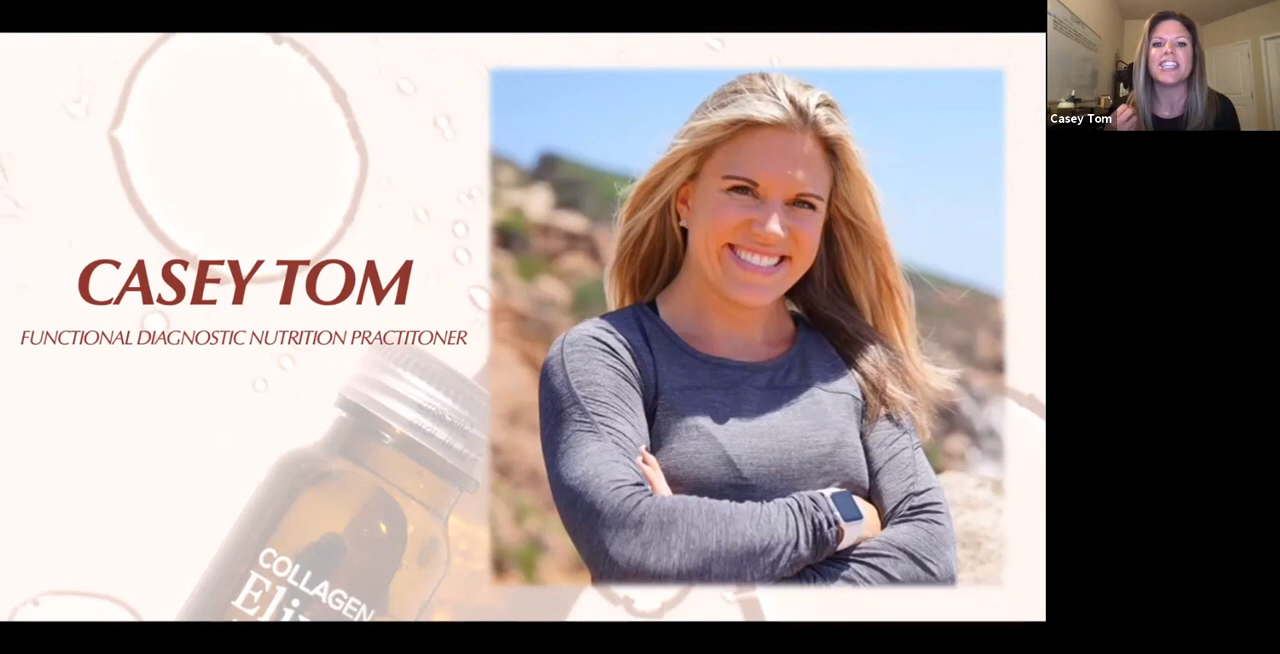 CASEY TOM
FUNCTIONAL DIAGNOSTIC NUTRITION PRACTITONER
COLLAGEN
Casey Tom